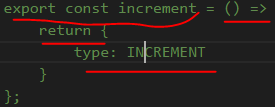 export const increment = () =>
    return {
        type: INCREMENT
    }
};